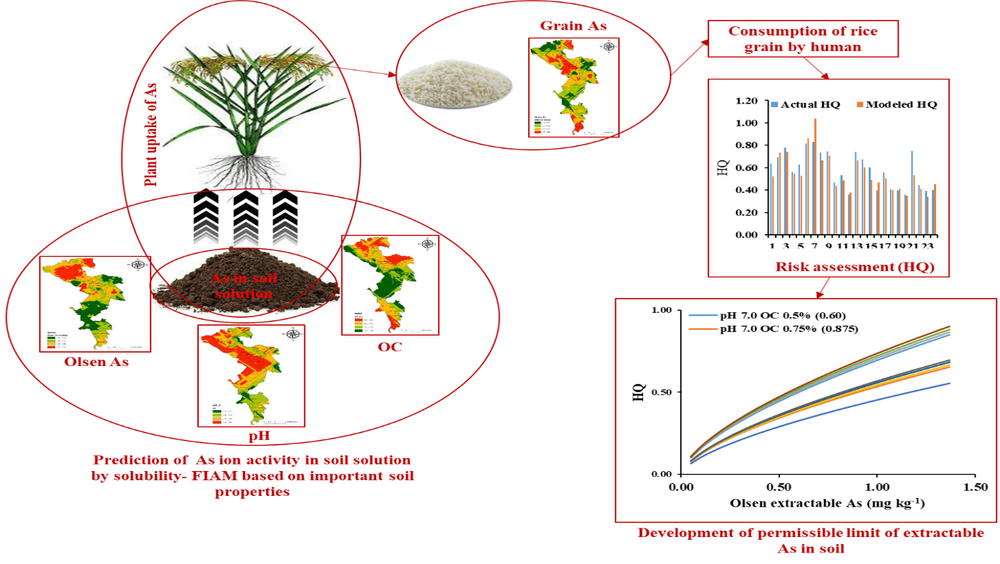 Grain As
Consumption of rice
grain by human
Plant uptake of As
1.20
1.00
0.80
0.60
0.40
0.20
0.00
HQ
Actual HQ
Modeled HQ
1 3 5 7 9 11 13 15 17 19 21 23
Risk assessment (HQ)
As in soil
solution
Olsen As
OC
pH
Prediction of As ion activity in soil solution
by solubility- FIAM based on important soil
properties
1.00
0.50
0.00
HQ
pH 7.0 OC 0.5% (0.60)
pH 7.0 OC 0.75% (0.875)
0.00 0.50 1.00 1.50
Olsen extractable As (mg kg⁻¹)
Development of permissible limit of extractable
As in soil